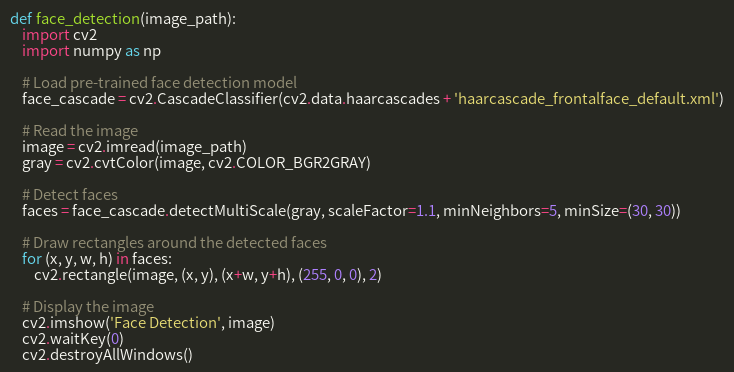 def face_detection(image_path):
    import cv2
    import numpy as np

    # Load pre-trained face detection model
    face_cascade = cv2.CascadeClassifier(cv2.data.haarcascades + 'haarcascade_frontalface_default.xml')

    # Read the image
    image = cv2.imread(image_path)
    gray = cv2.cvtColor(image, cv2.COLOR_BGR2GRAY)

    # Detect faces
    faces = face_cascade.detectMultiScale(gray, scaleFactor=1.1, minNeighbors=5, minSize=(30, 30))

    # Draw rectangles around the detected faces
    for (x, y, w, h) in faces:
        cv2.rectangle(image, (x, y), (x+w, y+h), (255, 0, 0), 2)

    # Display the image
    cv2.imshow('Face Detection', image)
    cv2.waitKey(0)
    cv2.destroyAllWindows()